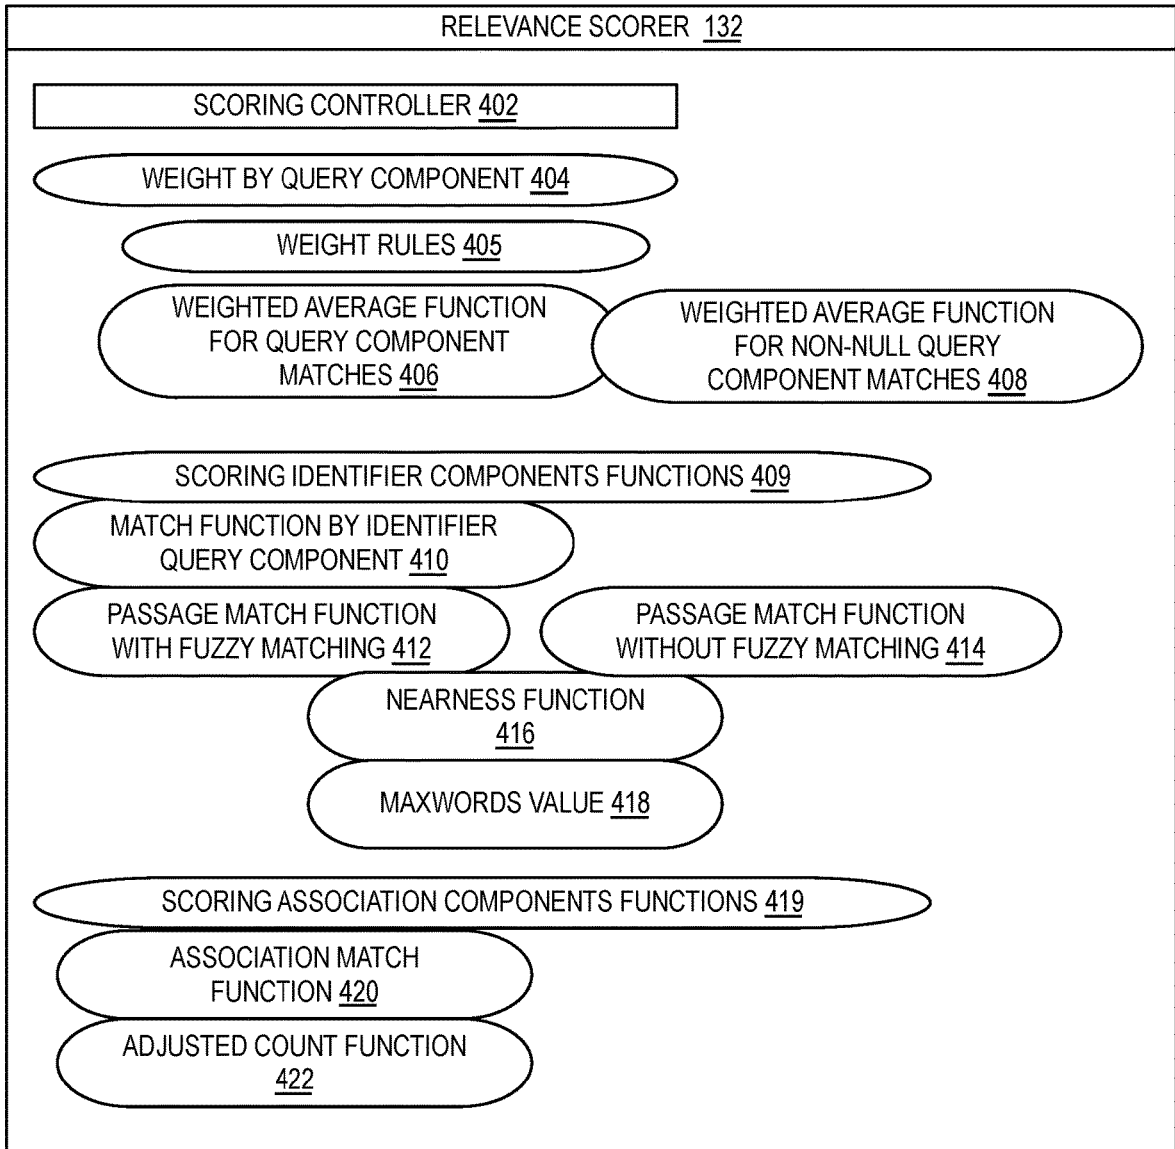 RELEVANCE SCORER 132
SCORING CONTROLLER 402
WEIGHT BY QUERY COMPONENT 404
WEIGHT RULES 405
WEIGHTED AVERAGE FUNCTION
FOR QUERY COMPONENT
MATCHES 406
WEIGHTED AVERAGE FUNCTION
FOR NON-NULL QUERY
COMPONENT MATCHES 408
SCORING IDENTIFIER COMPONENTS FUNCTIONS 409
MATCH FUNCTION BY IDENTIFIER
QUERY COMPONENT 410
PASSAGE MATCH FUNCTION
WITH FUZZY MATCHING 412
PASSAGE MATCH FUNCTION
WITHOUT FUZZY MATCHING 414
NEARNESS FUNCTION
416
MAXWORDS VALUE 418
SCORING ASSOCIATION COMPONENTS FUNCTIONS 419
ASSOCIATION MATCH
FUNCTION 420
ADJUSTED COUNT FUNCTION
422